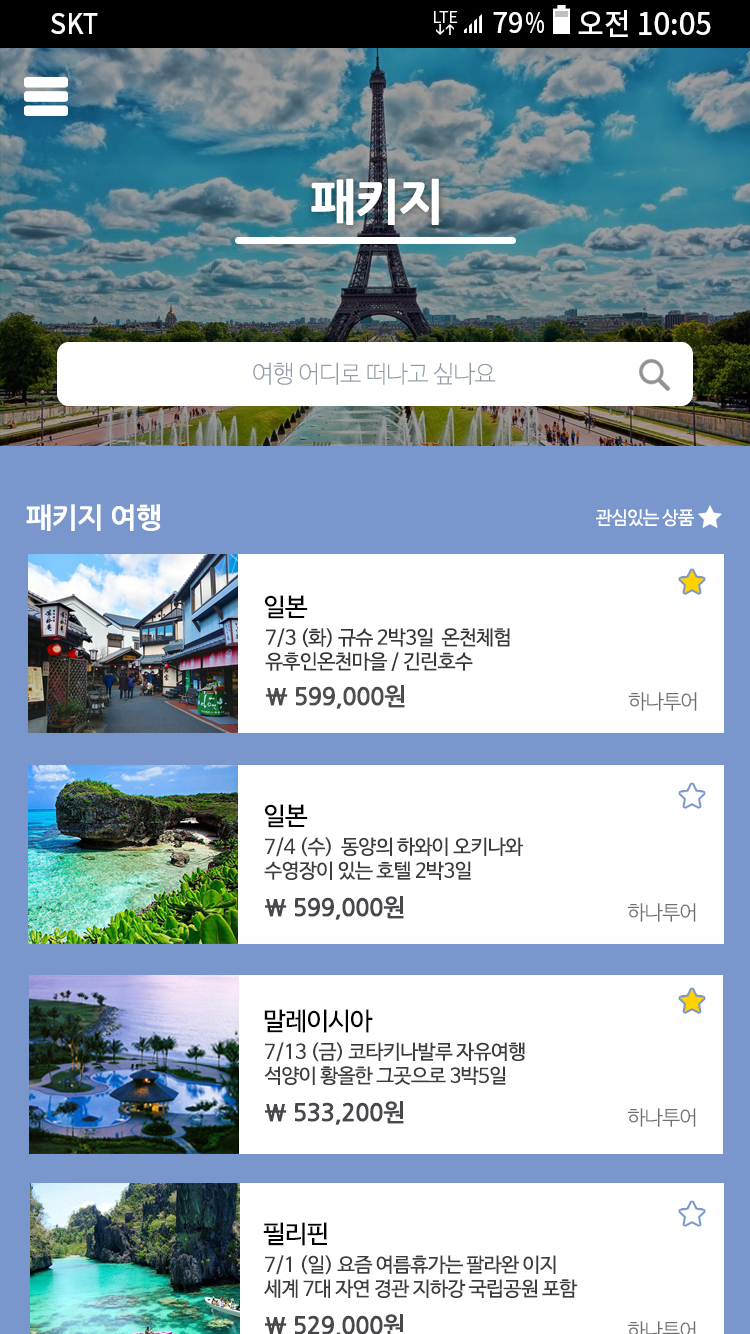 SKT LTE 79% 오전 10:05
패키지
여행 어디로 떠나고 싶나요
패키지 여행
관심있는 상품
일본
7/3 (화) 규슈 2박3일 온천체험
유후인온천마을 / 긴린호수
₩ 599,000원
하나투어
일본
7/4 (수) 동양의 하와이 오키나와
수영장이 있는 호텔 2박3일
₩ 599,000원
하나투어
말레이시아
7/13 (금) 코타키나발루 자유여행
석양이 황올한 그곳으로 3박5일
₩ 533,200원
하나투어
필리핀
7/1 (일) 요즘 여름휴가는 팔라완 이지
세계 7대 자연 경관 지하강 국립공원 포함
₩ 529,000원
하나투어